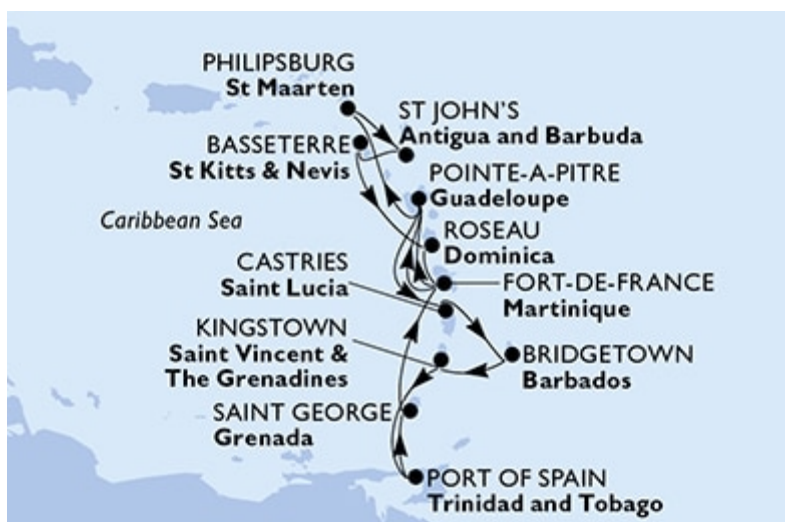 PHILIPSBURG
St Maarten
ST JOHN'S
Antigua and Barbuda
BASSETERRE
St Kitts & Nevis
POINTE-A-PITRE
Guadeloupe
Caribbean Sea
ROSEAU
Dominica
CASTRIES
Saint Lucia
FORT-DE-FRANCE
Martinique
KINGSTOWN
Saint Vincent &
The Grenadines
BRIDGETOWN
Barbados
SAINT GEORGE
Grenada
PORT OF SPAIN
Trinidad and Tobago